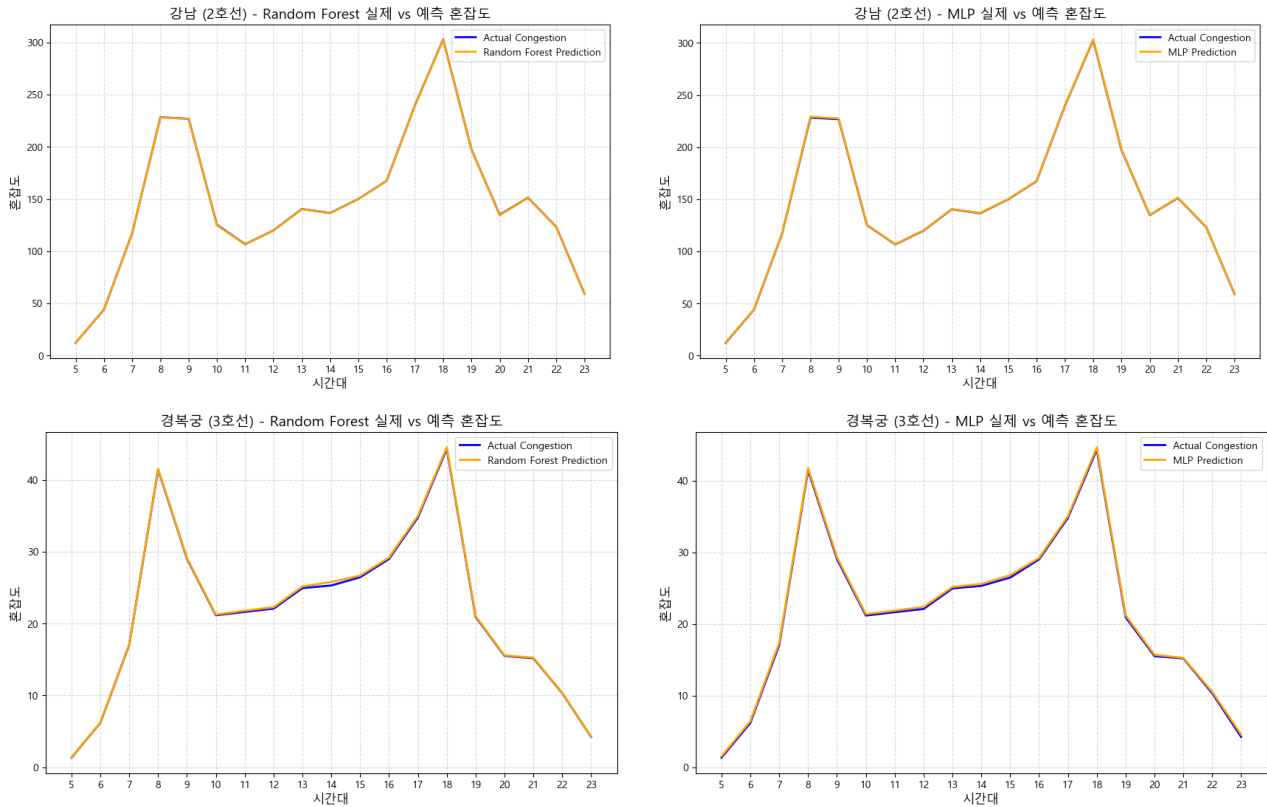 강남 (2호선) - Random Forest 실제 vs 예측 혼잡도
혼잡도
300
250
200
150
100
50
0
Actual Congestion
Random Forest Prediction
5 6 7 8 9 10 11 12 13 14 15 16 17 18 19 20 21 22 23
시간대
강남 (2호선) - MLP 실제 vs 예측 혼잡도
혼잡도
300
250
200
150
100
50
0
Actual Congestion
MLP Prediction
5 6 7 8 9 10 11 12 13 14 15 16 17 18 19 20 21 22 23
시간대
경복궁 (3호선) - Random Forest 실제 vs 예측 혼잡도
혼잡도
40
30
20
10
0
Actual Congestion
Random Forest Prediction
5 6 7 8 9 10 11 12 13 14 15 16 17 18 19 20 21 22 23
시간대
경복궁 (3호선) - MLP 실제 vs 예측 혼잡도
혼잡도
40
30
20
10
0
Actual Congestion
MLP Prediction
5 6 7 8 9 10 11 12 13 14 15 16 17 18 19 20 21 22 23
시간대